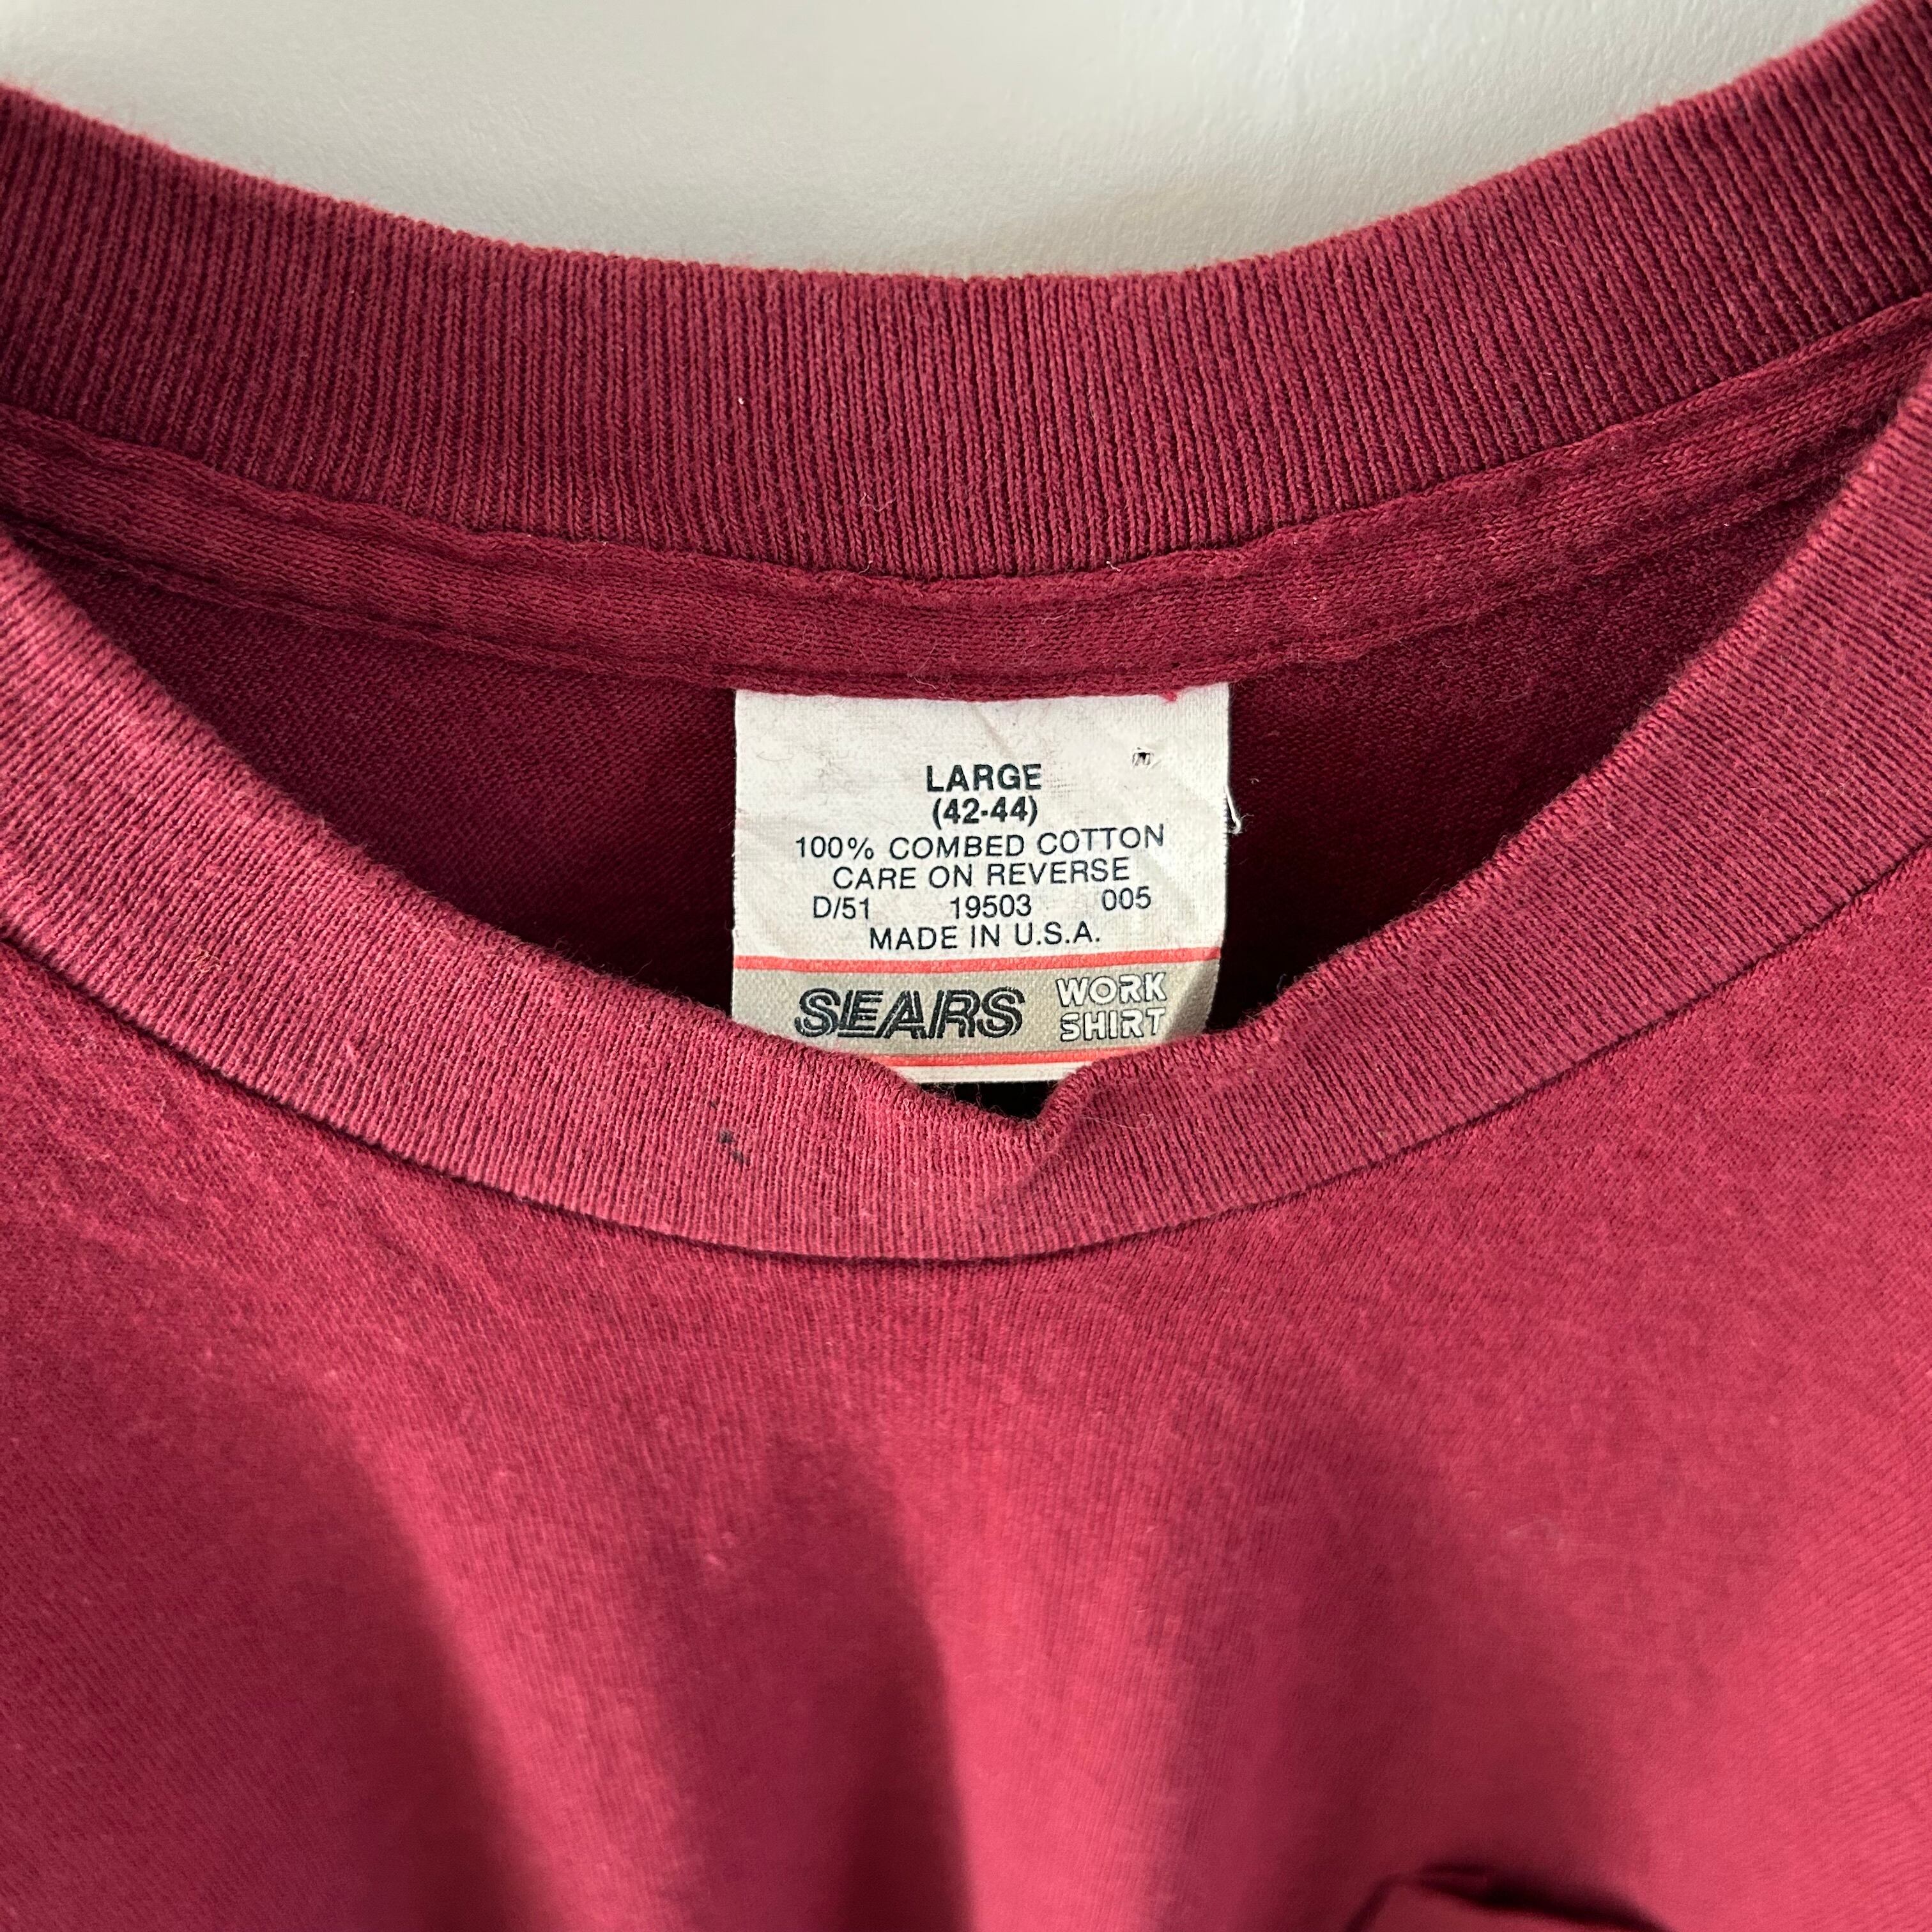 LARGE
(42-44)
100% COMBED COTTON
CARE ON REVERSE
D/51 19503 005
MADE IN U.S.A.
SEARS WORK
SHIRT